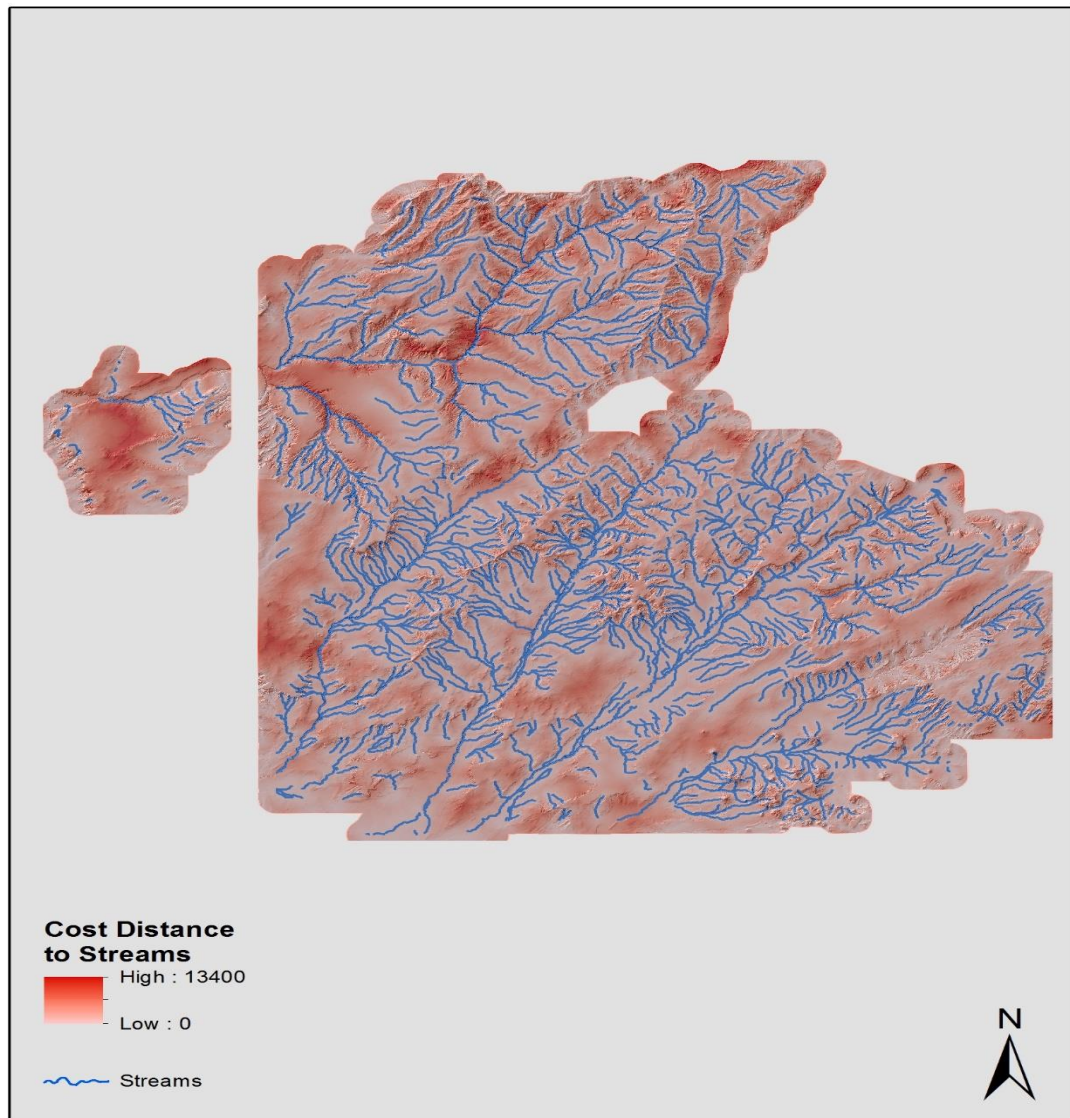 Cost Distance
to Streams
High : 13400
Low : 0
Streams
N